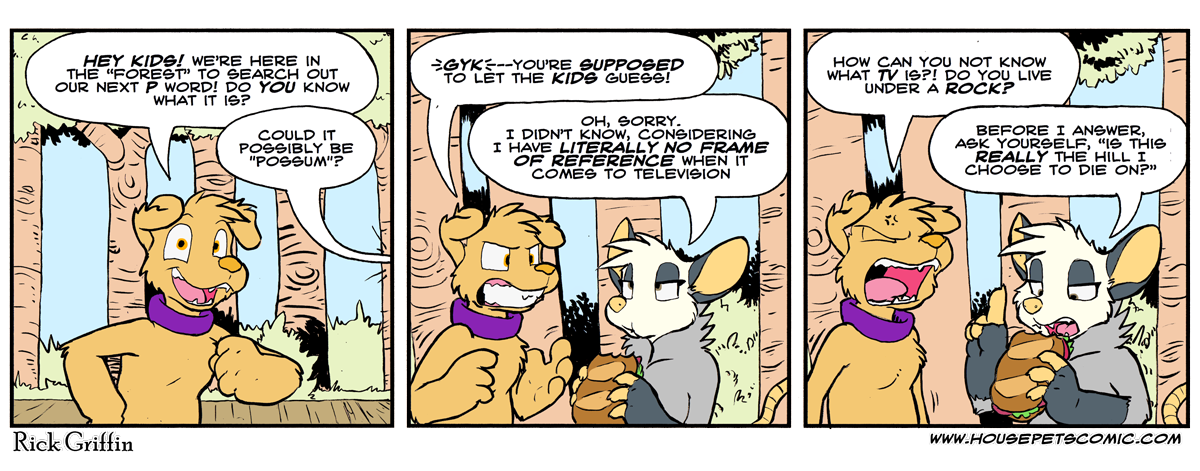 HEY KIDS! WE'RE HERE IN
THE "FOREST" TO SEARCH OUT
OUR NEXT P WORD! DO YOU KNOW
WHAT IT IS?
COULD IT
POSSIBLY BE
"POSSUM"?
GYK--YOU'RE SUPPOSED
TO LET THE KIDS GUESS!
OH, SORRY.
I DIDN'T KNOW, CONSIDERING
I HAVE LITERALLY NO FRAME
OF REFERENCE WHEN IT
COMES TO TELEVISION
HOW CAN YOU NOT KNOW
WHAT TV IS?! DO YOU LIVE
UNDER A ROCK?
BEFORE I ANSWER,
ASK YOURSELF, "IS THIS
REALLY THE HILL I
CHOOSE TO DIE ON?"
Rick Griffin
WWW.HOUSEPETSCOMIC.COM